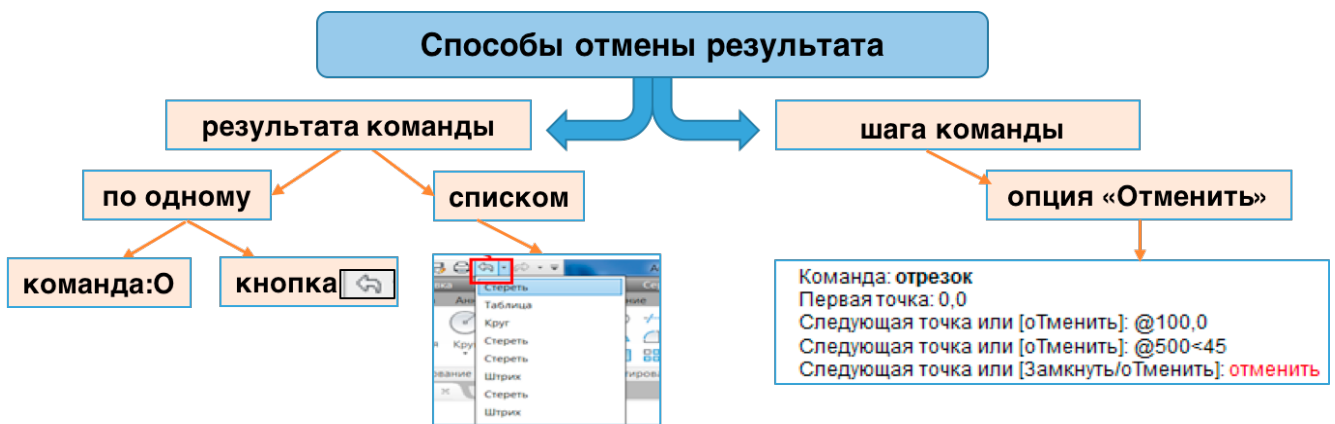 Способы отмены результата
результата команды
шага команды
по одному
списком
опция «Отменить»
команда:О
кнопка
Стереть
Таблица
Круг
Стереть
Стереть
Штрих
Стереть
Штрих
Команда: отрезок
Первая точка: 0,0
Следующая точка или [оТменить]: @100,0
Следующая точка или [оТменить]: @500<45
Следующая точка или [Замкнуть/оТменить]: отменить